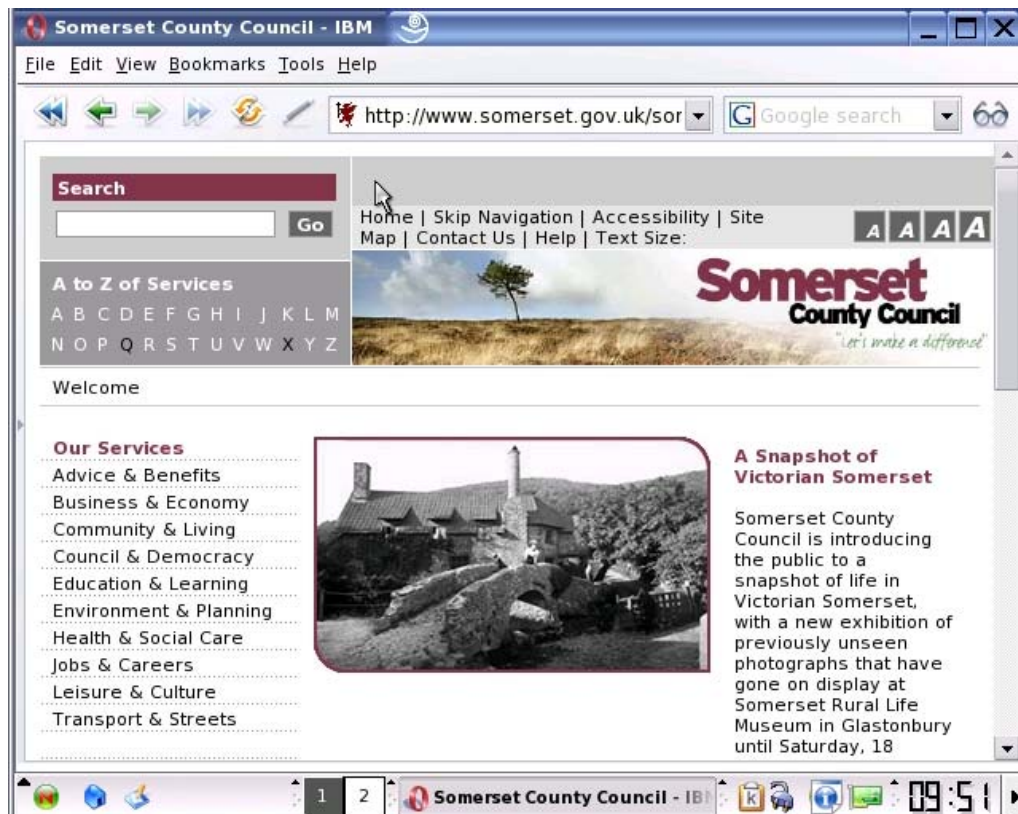 Somerset County Council - IBM
File Edit View Bookmarks Tools Help
http://www.somerset.gov.uk/sor
G Google search
Search
Go
Home | Skip Navigation | Accessibility | Site
Map | Contact Us | Help | Text Size:
A A A A
A to Z of Services
A B C D E F G H I J K L M
N O P Q R S T U V W X Y Z
Somerset
County Council
"Let's make a difference"
Welcome
Our Services
Advice & Benefits
Business & Economy
Community & Living
Council & Democracy
Education & Learning
Environment & Planning
Health & Social Care
Jobs & Careers
Leisure & Culture
Transport & Streets
A Snapshot of
Victorian Somerset
Somerset County
Council is introducing
the public to a
snapshot of life in
Victorian Somerset,
with a new exhibition of
previously unseen
photographs that have
gone on display at
Somerset Rural Life
Museum in Glastonbury
until Saturday, 18
1 2 Somerset County Council - IB
09:51